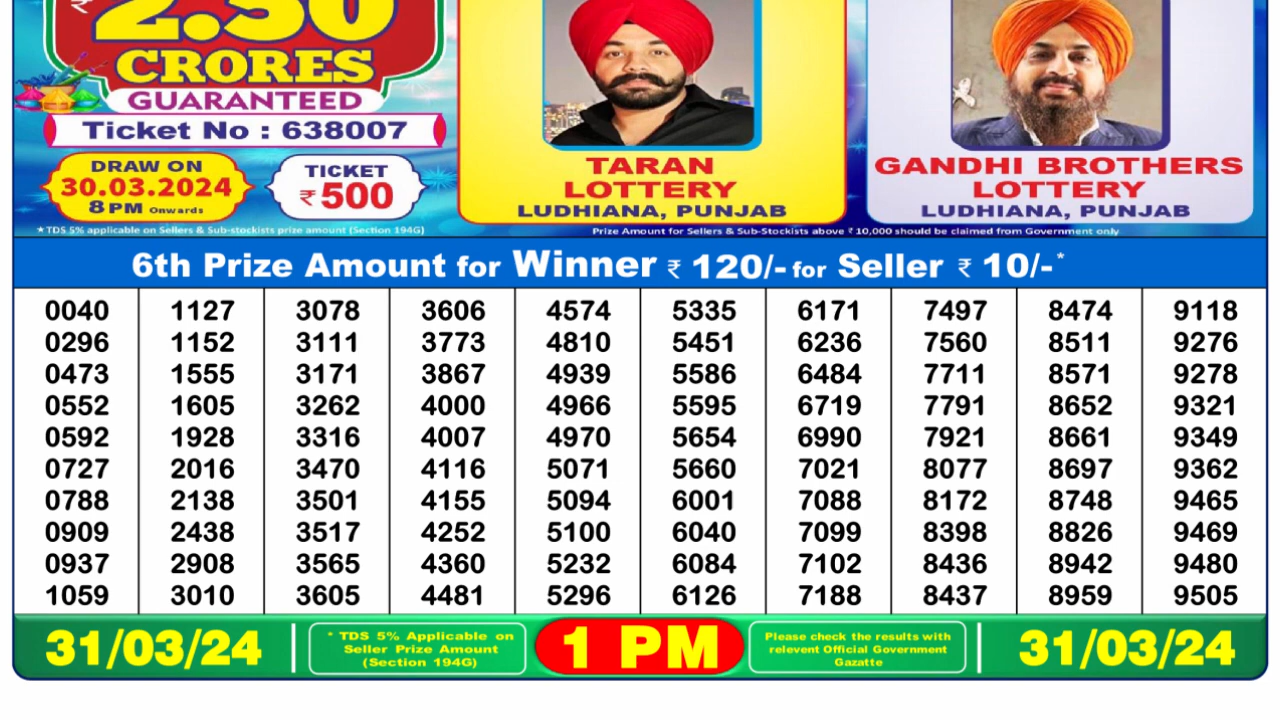 ₹ 2.50
CRORES
GUARANTEED
Ticket No : 638007
DRAW ON
30.03.2024
8 PM Onwards
TICKET
₹ 500
★TDS 5% applicable on Sellers & Sub-stockists prize amount (Section 194G)
TARAN
LOTTERY
LUDHIANA, PUNJAB
GANDHI BROTHERS
LOTTERY
LUDHIANA, PUNJAB
Prize Amount for Sellers & Sub-Stockists above ₹ 10,000 should be claimed from Government only
6th Prize Amount for Winner ₹ 120/- for Seller ₹ 10/-*
0040 1127 3078 3606 4574 5335 6171 7497 8474 9118
0296 1152 3111 3773 4810 5451 6236 7560 8511 9276
0473 1555 3171 3867 4939 5586 6484 7711 8571 9278
0552 1605 3262 4000 4966 5595 6719 7791 8652 9321
0592 1928 3316 4007 4970 5654 6990 7921 8661 9349
0727 2016 3470 4116 5071 5660 7021 8077 8697 9362
0788 2138 3501 4155 5094 6001 7088 8172 8748 9465
0909 2438 3517 4252 5100 6040 7099 8398 8826 9469
0937 2908 3565 4360 5232 6084 7102 8436 8942 9480
1059 3010 3605 4481 5296 6126 7188 8437 8959 9505
31/03/24
* TDS 5% Applicable on
Seller Prize Amount
(Section 194G)
1 PM
Please check the results with
relevent Official Government
Gazatte
31/03/24